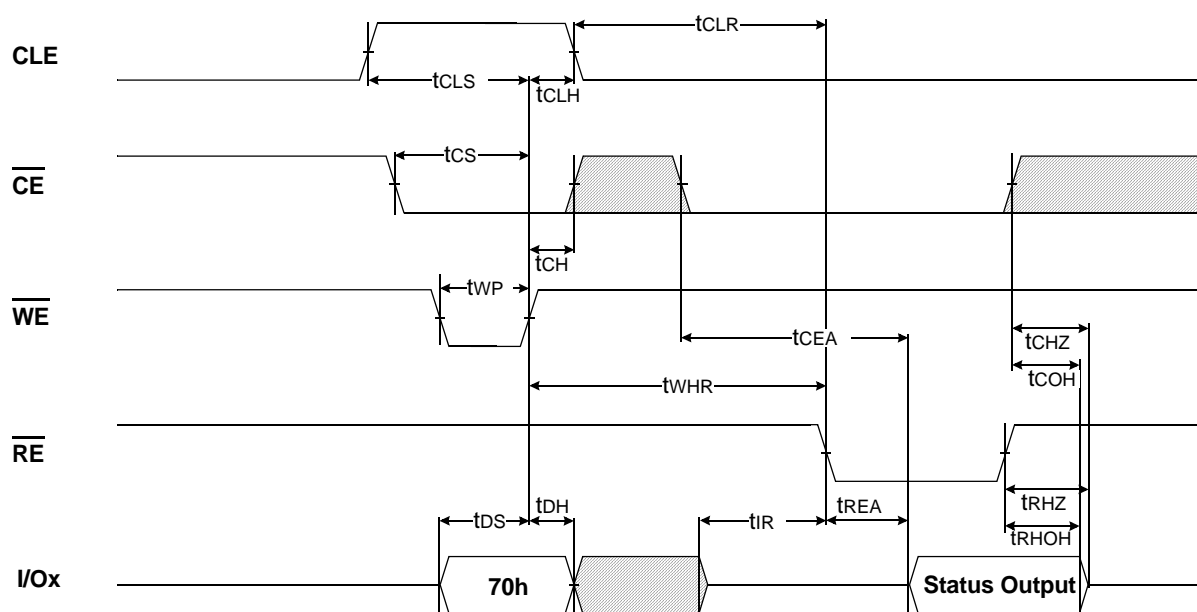 tCLR
CLE
tCLS
tCLH
tCS
CE
tCH
tWP
WE
tCEA
tCHZ
tWHR
tCOH
RE
tDS
tDH
tIR
tREA
tRHZ
tRHOH
I/Ox
70h
Status Output